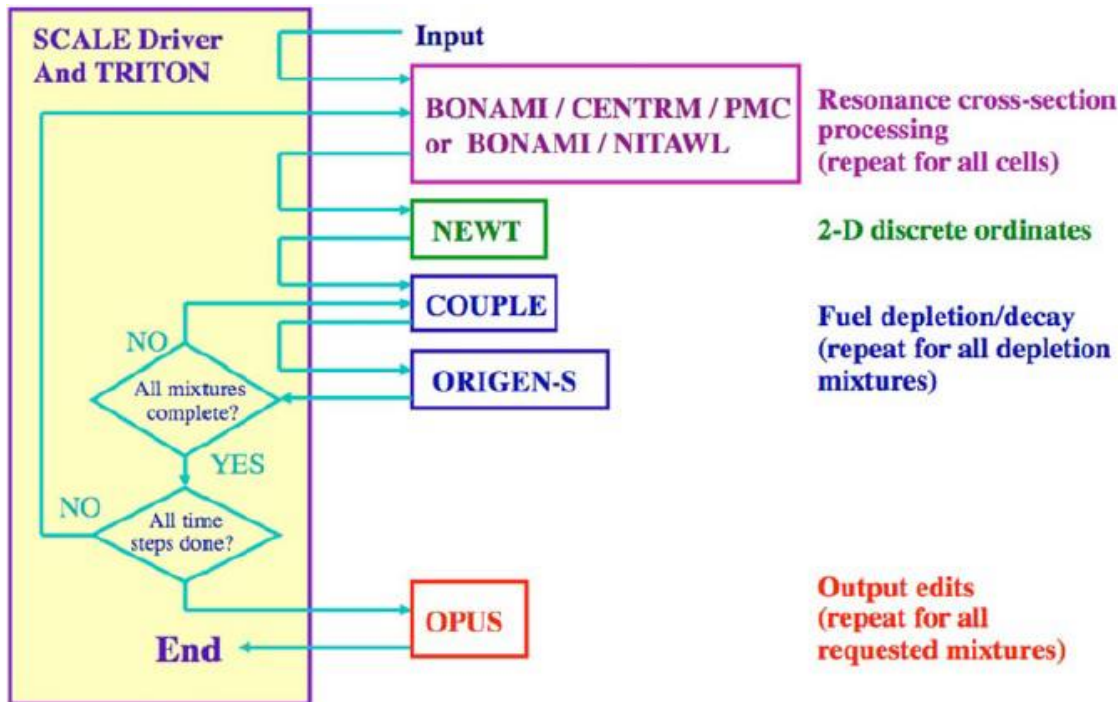 SCALE Driver
And TRITON
Input
BONAMI / CENTRM / PMC
or BONAMI / NITAWL
Resonance cross-section
processing
(repeat for all cells)
NEWT
2-D discrete ordinates
COUPLE
Fuel depletion/decay
(repeat for all depletion
mixtures)
NO
ORIGEN-S
All mixtures
complete?
YES
NO
All time
steps done?
OPUS
Output edits
(repeat for all
requested mixtures)
End